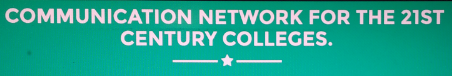 COMMUNICATION NETWORK FOR THE 21ST
CENTURY COLLEGES.